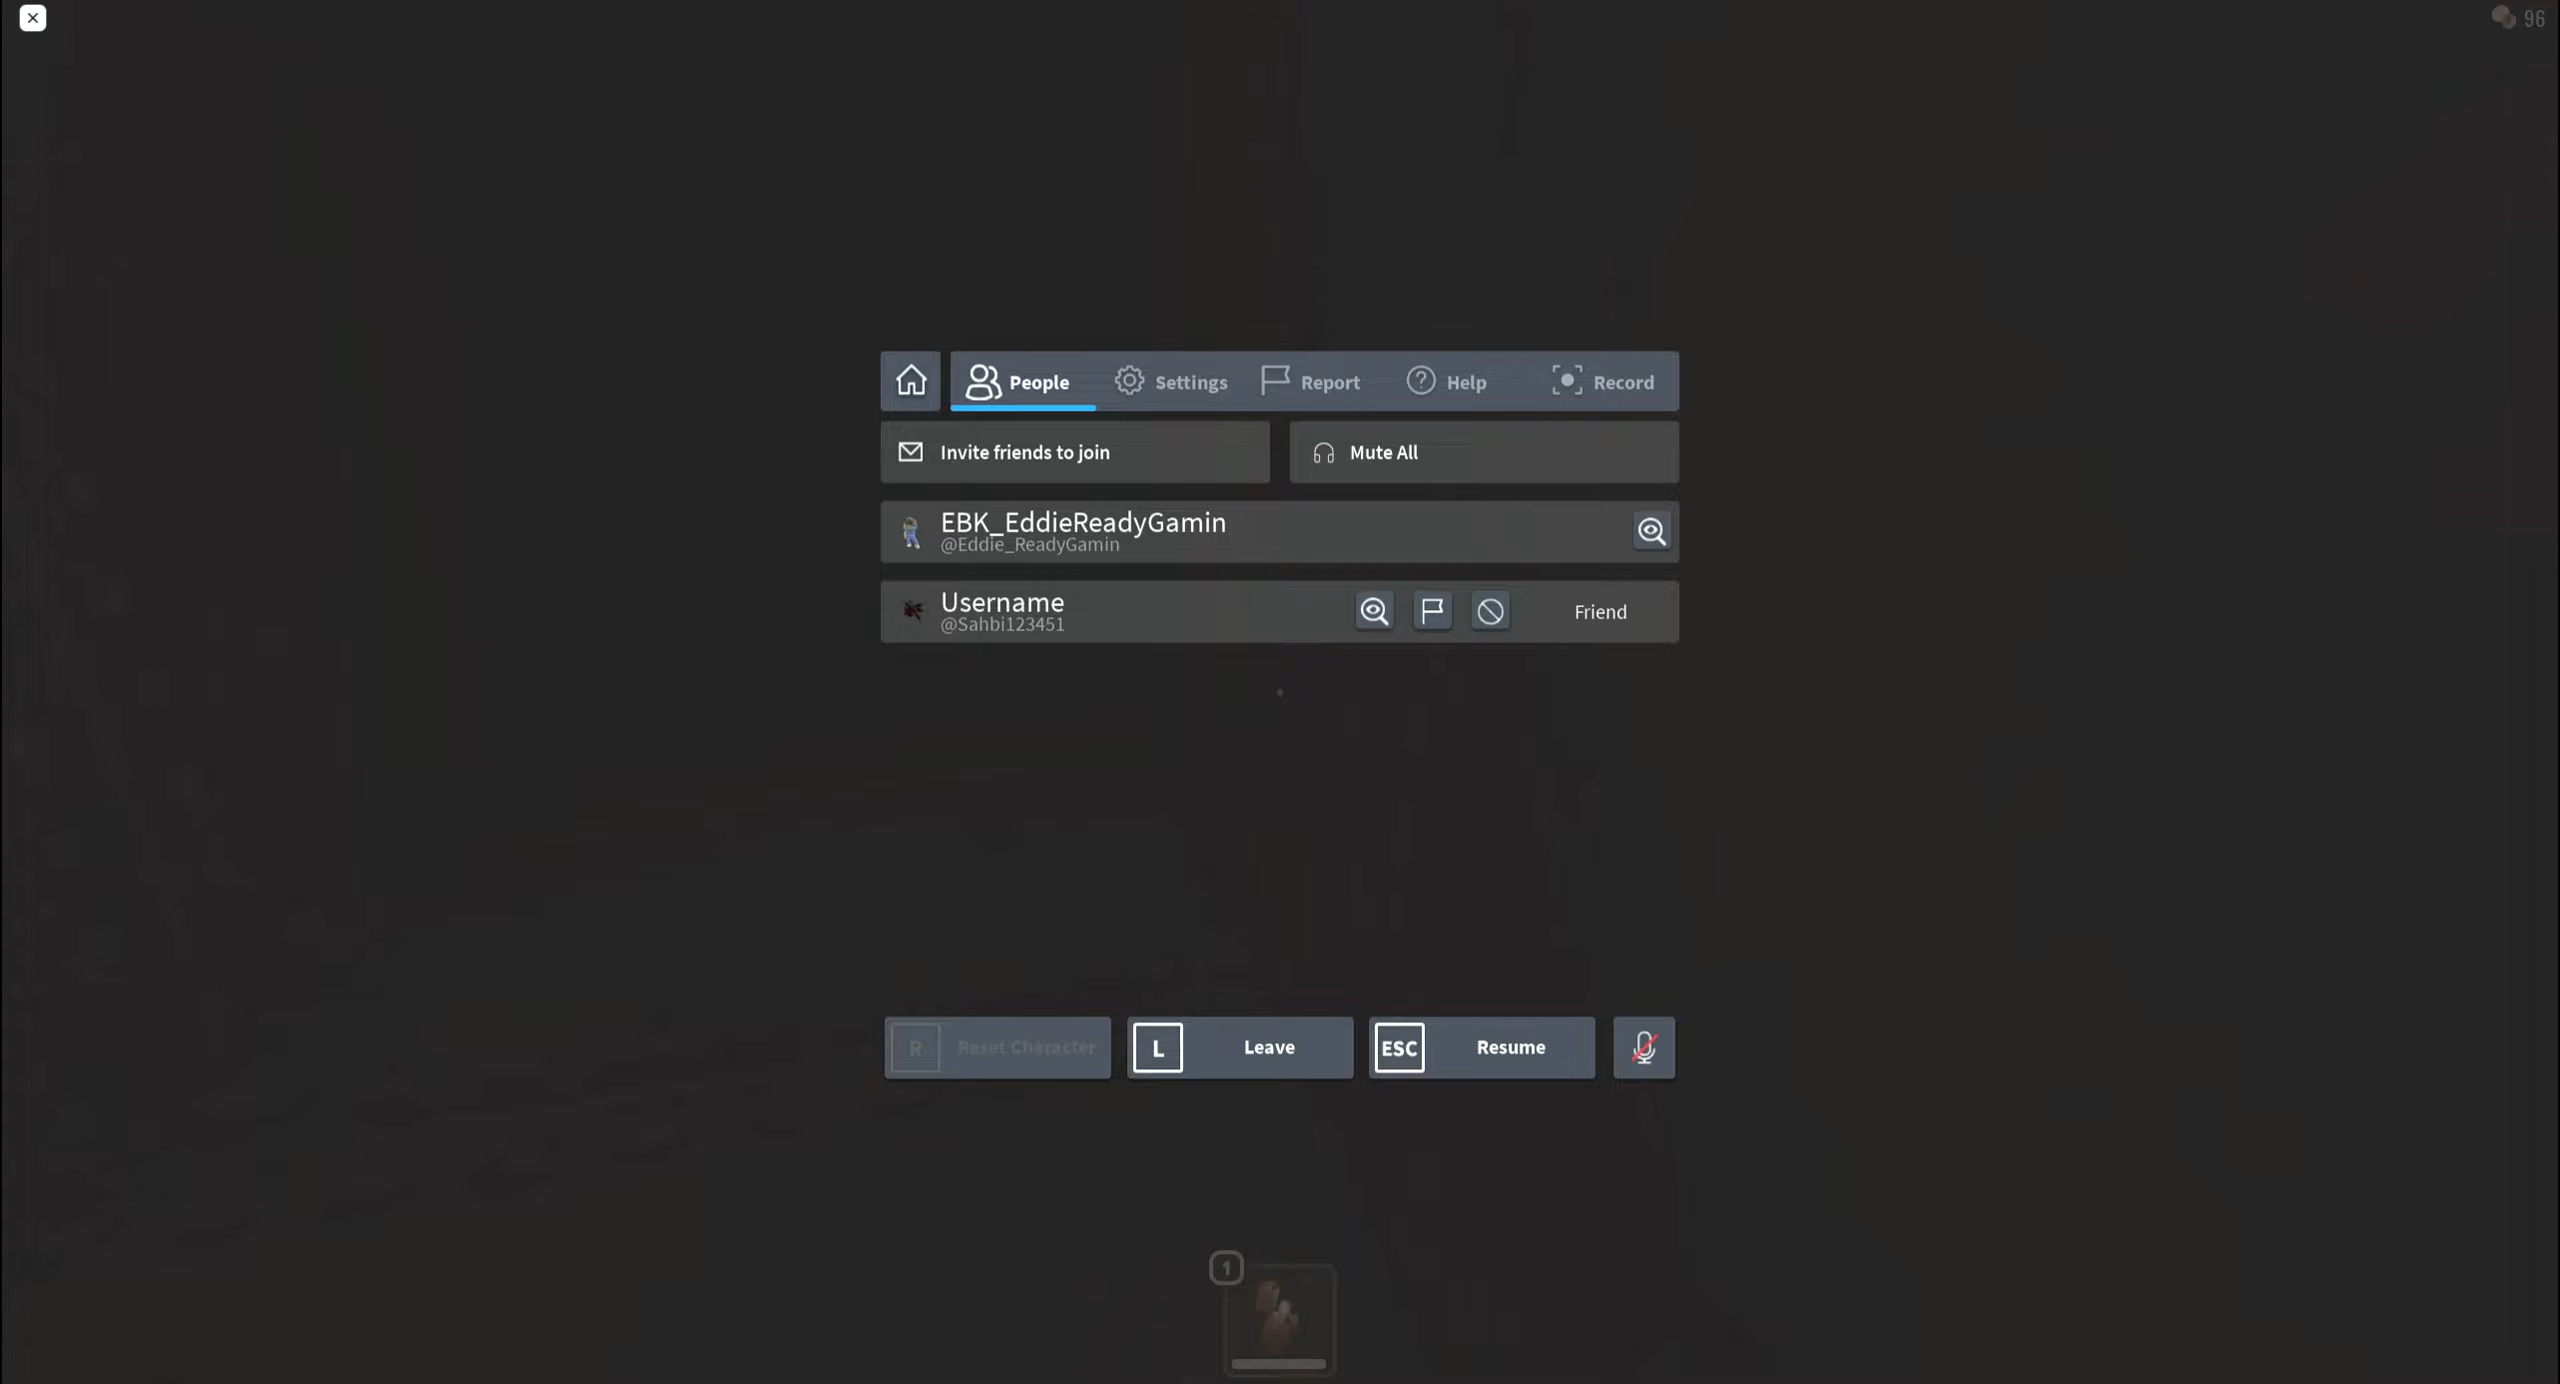 96
People Settings Report Help Record
Invite friends to join Mute All
EBK_EddieReadyGamin
@Eddie_ReadyGamin
Username
@Sahbi123451
Friend
R Reset Character L Leave ESC Resume
1